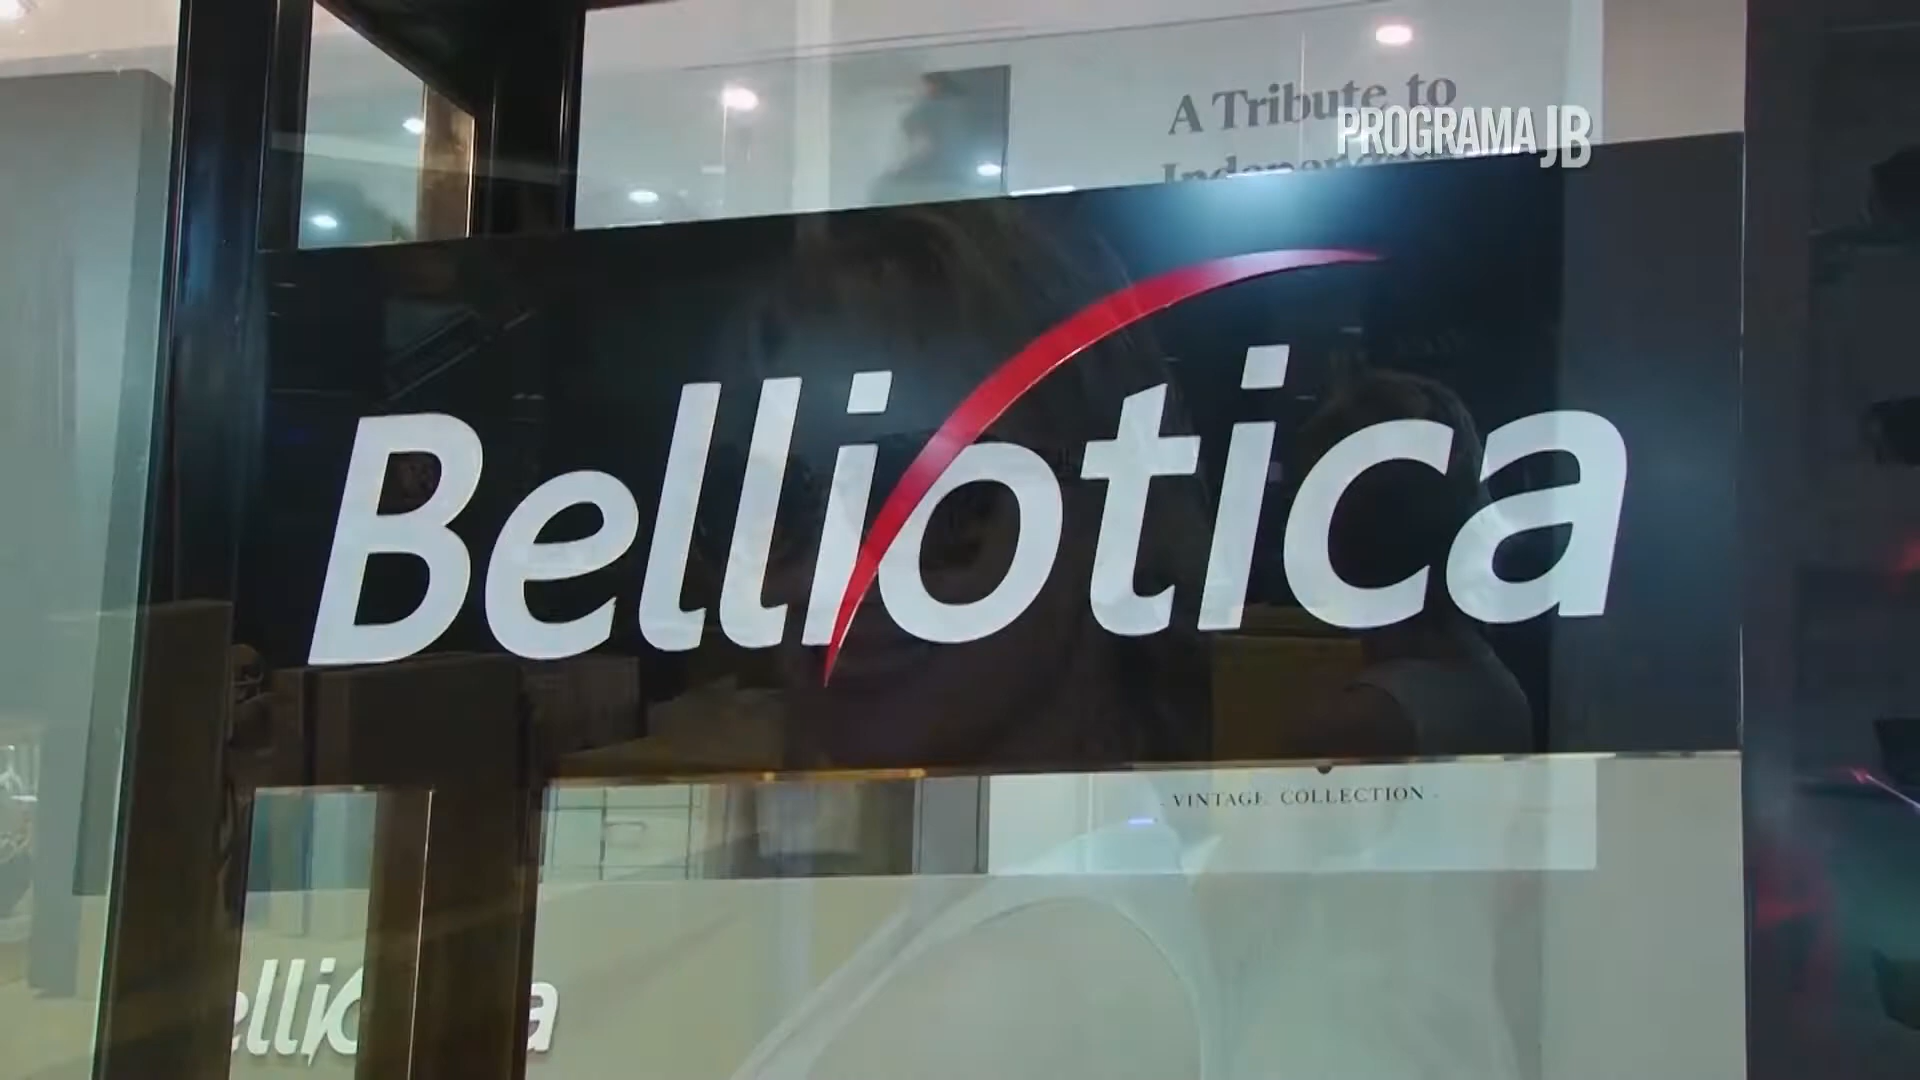 A Tribute to
PROGRAMA JB
Belliotica
- VINTAGE COLLECTION -